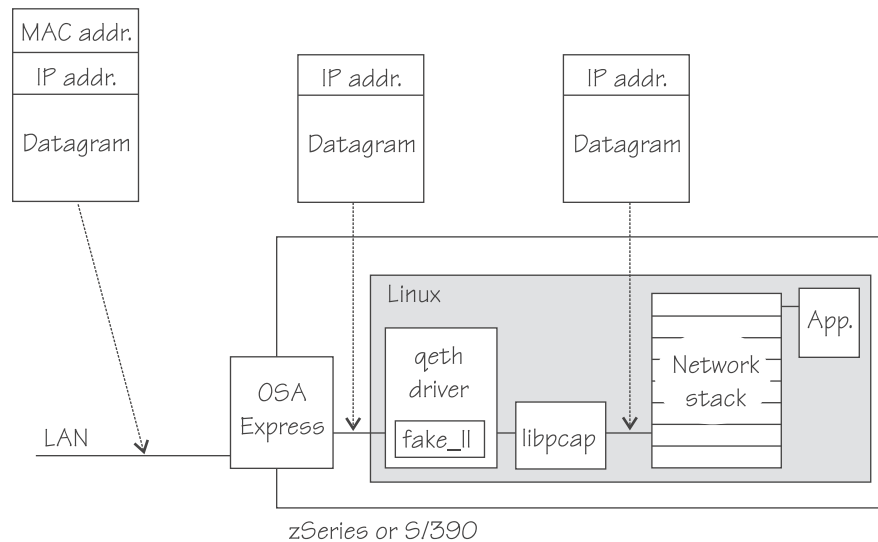 MAC addr.
IP addr.
Datagram
IP addr.
Datagram
IP addr.
Datagram
Linux
App.
qeth
driver
fake_ll
OSA
Express
libpcap
Network
stack
LAN
zSeries or S/390